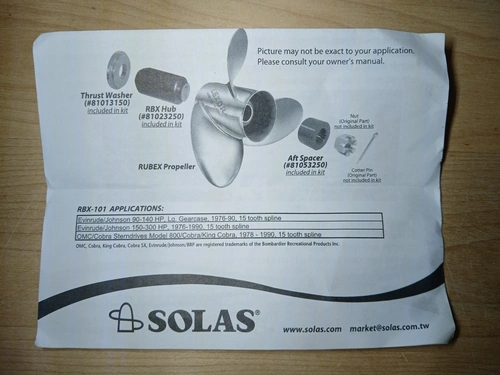 Picture may not be exact to your application.
Please consult your owner's manual.
Thrust Washer
(#81013150)
included in kit
RBX Hub
(#81023250)
included in kit
RUBEX Propeller
Aft Spacer
(#81053250)
included in kit
Nut
(Original Part)
not included in kit
Cotter Pin
(Original Part)
not included in kit
RBX-101 APPLICATIONS:
Evinrude/Johnson 90-140 HP, Lg. Gearcase, 1976-90, 15 tooth spline
Evinrude/Johnson 150-300 HP, 1976-1990, 15 tooth spline
OMC/Cobra Sterndrives Model 800/Cobra/King Cobra, 1978 - 1990, 15 tooth spline
OMC, Cobra, King Cobra, Cobra SX, Evinrude/Johnson/BRP are registered trademarks of the Bombardier Recreational Products Inc.
SOLAS®
www.solas.com market@solas.com.tw